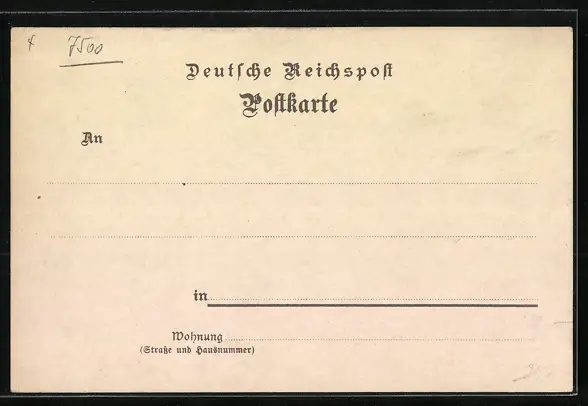 7500
Deutsche Reichspost
Postkarte
An
in
Wohnung
(Straße und Hausnummer)